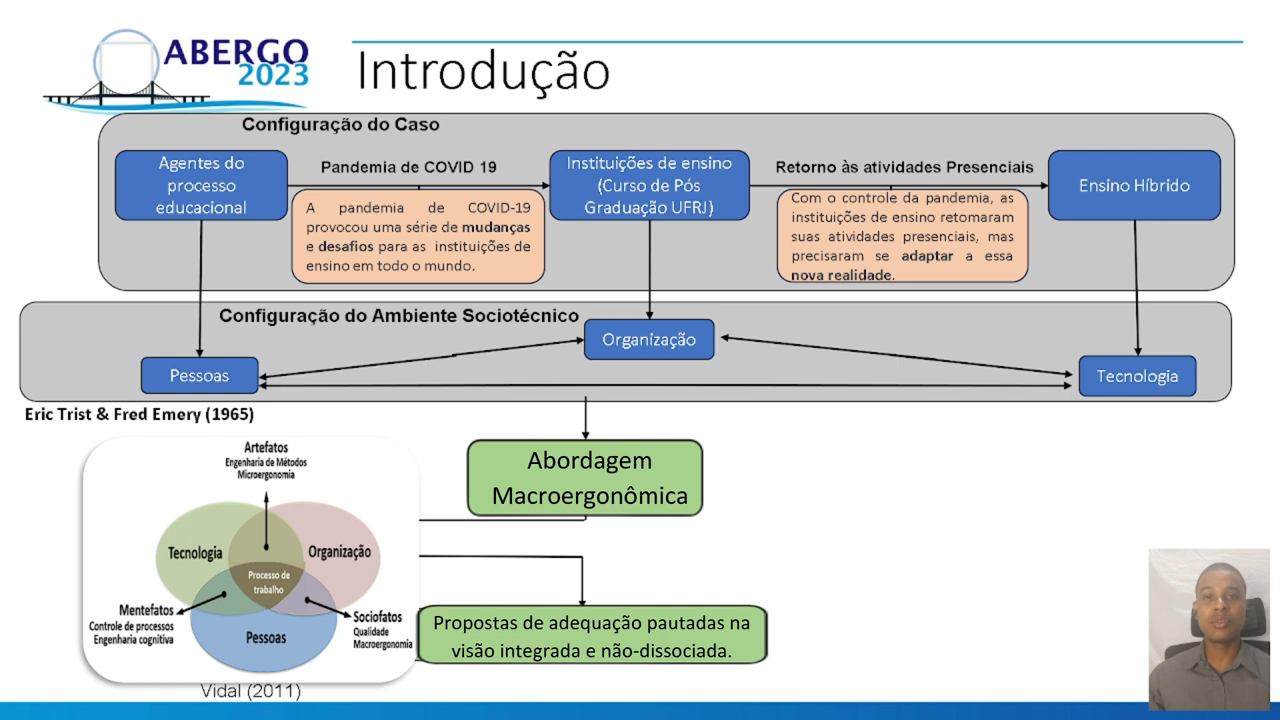 ABERGO
2023
Introdução
Configuração do Caso
Agentes do
processo
educacional
Pandemia de COVID 19
A pandemia de COVID-19
provocou uma série de mudanças
e desafios para as instituições de
ensino em todo o mundo.
Instituições de ensino
(Curso de Pós
Graduação UFRJ)
Retorno às atividades Presenciais
Com o controle da pandemia, as
instituições de ensino retomaram
suas atividades presenciais, mas
precisaram se adaptar a essa
nova realidade.
Ensino Híbrido
Configuração do Ambiente Sociotécnico
Organização
Pessoas
Tecnologia
Eric Trist & Fred Emery (1965)
Artefatos
Engenharia de Métodos
Microergonomia
Tecnologia
Organização
Processo de
trabalho
Mentefatos
Controle de processos
Engenharia cognitiva
Sociofatos
Qualidade
Macroergonomia
Pessoas
Vidal (2011)
Abordagem
Macroergonômica
Propostas de adequação pautadas na
visão integrada e não-dissociada.